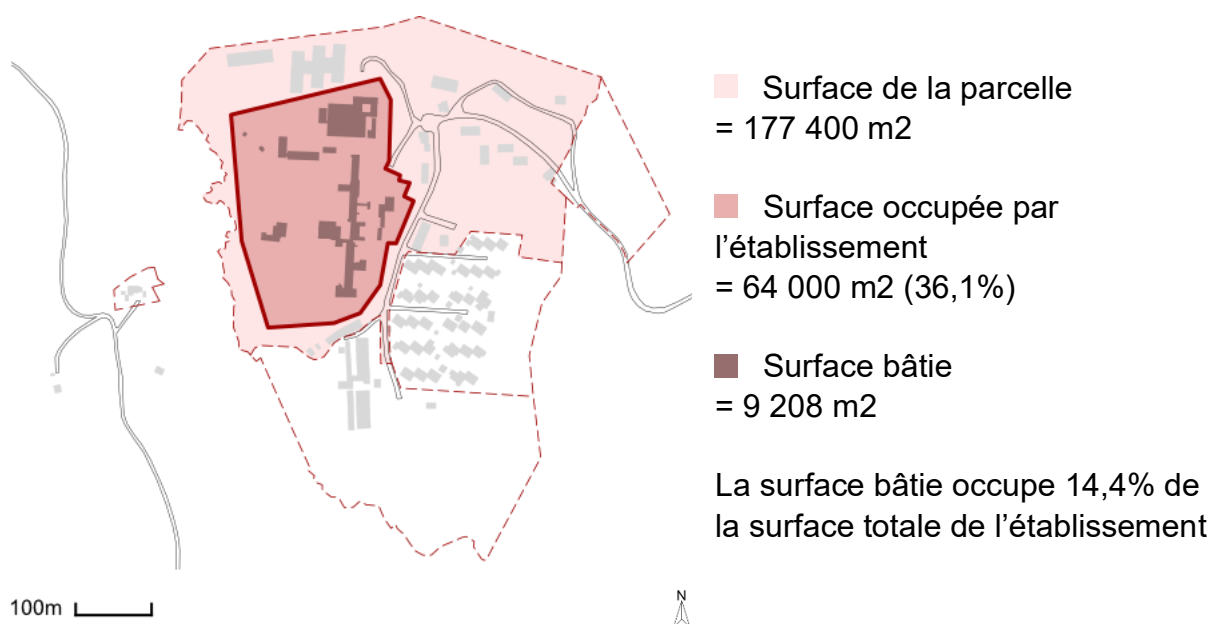 Surface de la parcelle
= 177 400 m2
Surface occupée par
l’établissement
= 64 000 m2 (36,1%)
Surface bâtie
= 9 208 m2
La surface bâtie occupe 14,4% de
la surface totale de l’établissement
100m
N